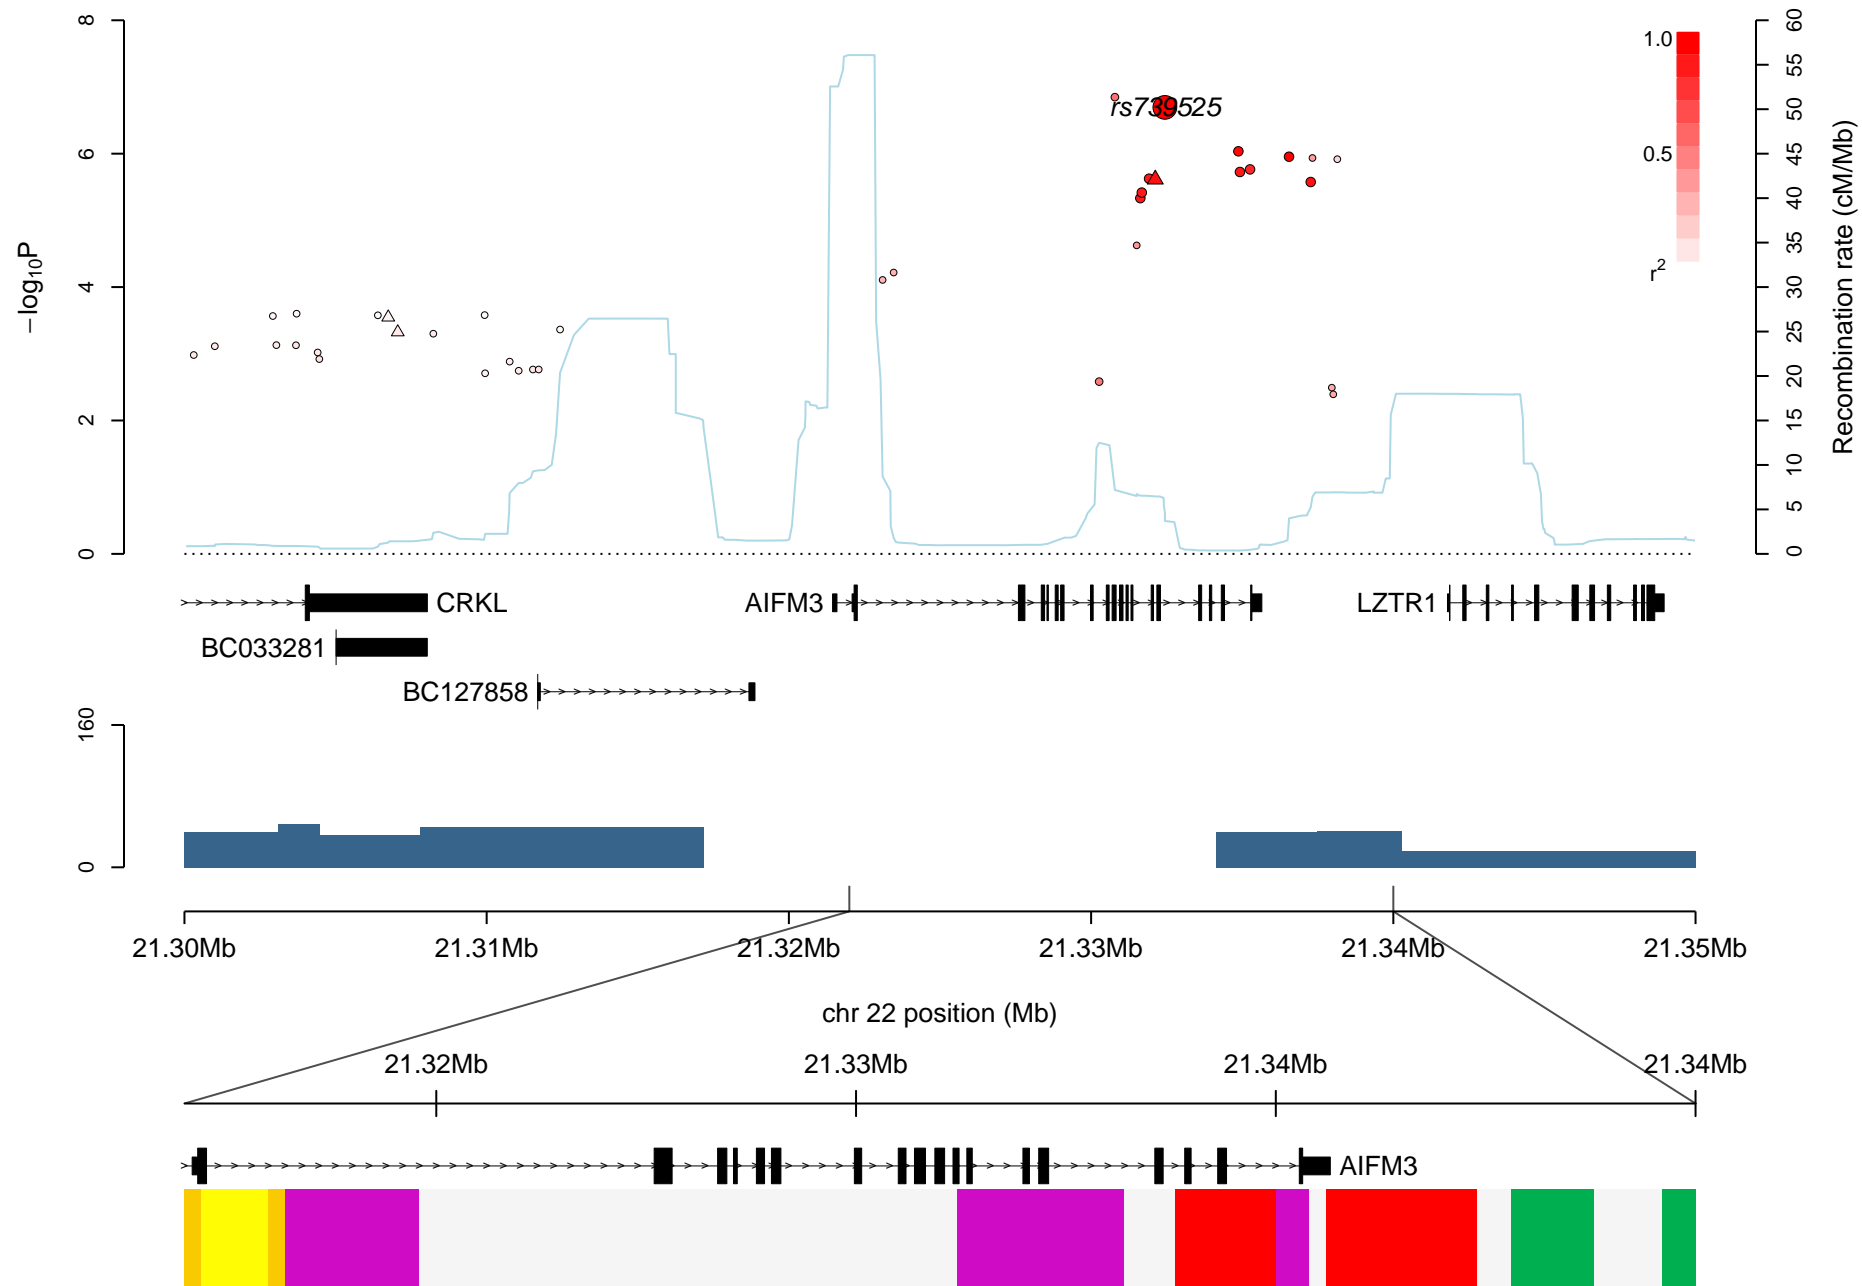 8
6
4
2
0
−log10P
60
55
50
45
40
35
30
25
20
15
10
5
0
Recombination rate (cM/Mb)
1.0
0.5
r2
rs739525
CRKL
AIFM3
LZTR1
BC033281
BC127858
160
0
21.30Mb 21.31Mb 21.32Mb 21.33Mb 21.34Mb 21.35Mb
chr 22 position (Mb)
21.32Mb 21.33Mb 21.34Mb 21.34Mb
AIFM3